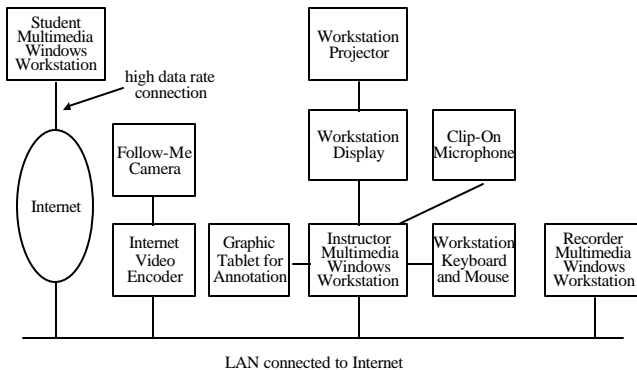 Student
Multimedia
Windows
Workstation
high data rate
connection
Internet
Follow-Me
Camera
Internet
Video
Encoder
Workstation
Projector
Workstation
Display
Clip-On
Microphone
Graphic
Tablet for
Annotation
Instructor
Multimedia
Windows
Workstation
Workstation
Keyboard
and Mouse
Recorder
Multimedia
Windows
Workstation
LAN connected to Internet